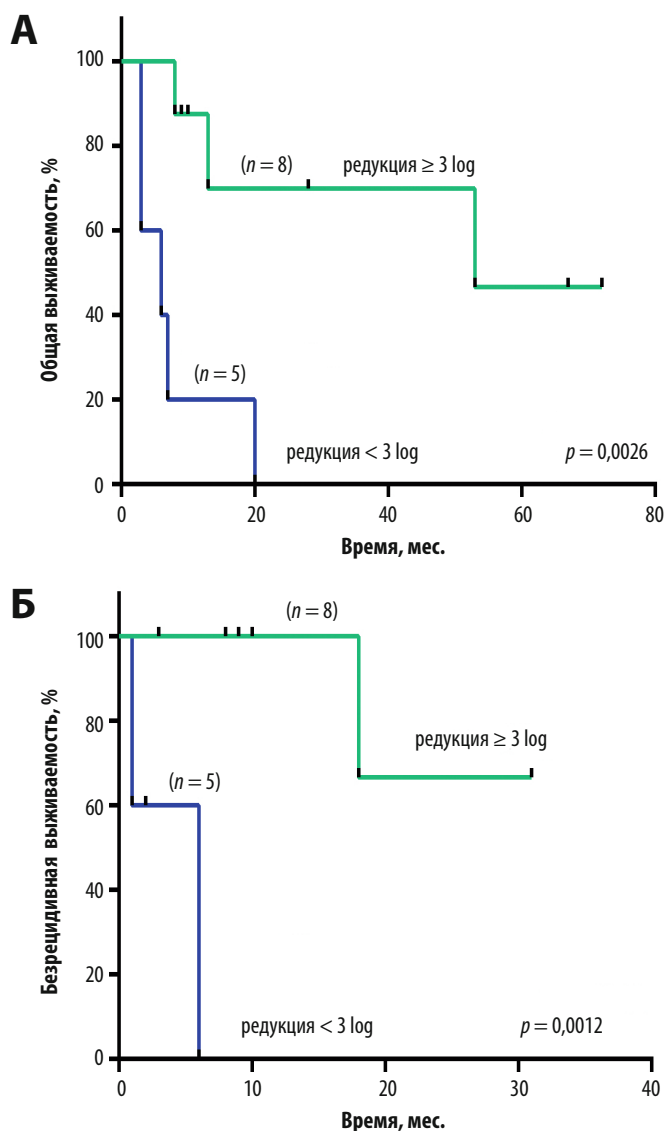 А
Общая выживаемость, %
100
80
60
40
20
0
(n = 8)
редукция ≥ 3 log
(n = 5)
редукция < 3 log
p = 0,0026
0 20 40 60 80
Время, мес.
Б
Безрецидивная выживаемость, %
100
80
60
40
20
0
(n = 8)
редукция ≥ 3 log
(n = 5)
редукция < 3 log
p = 0,0012
0 10 20 30 40
Время, мес.